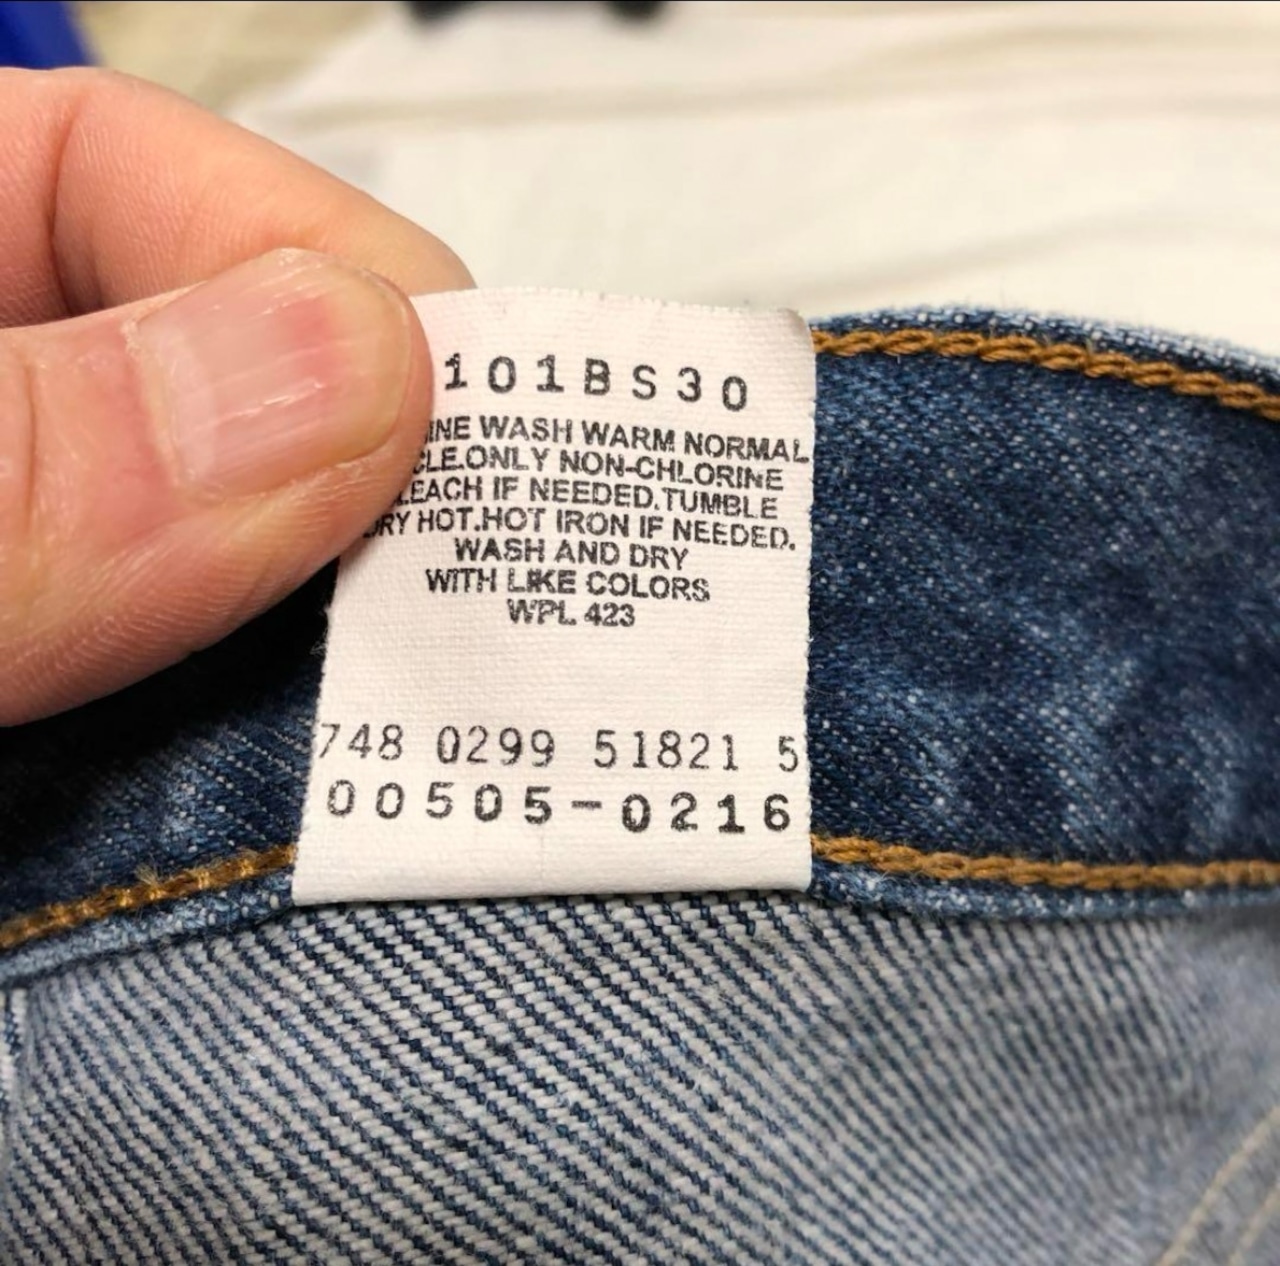 101BS30
INE WASH WARM NORMAL
CLE.ONLY NON-CHLORINE
LEACH IF NEEDED.TUMBLE
DRY HOT.HOT IRON IF NEEDED.
WASH AND DRY
WITH LIKE COLORS
WPL 423
748 0299 51821 5
00505-0216